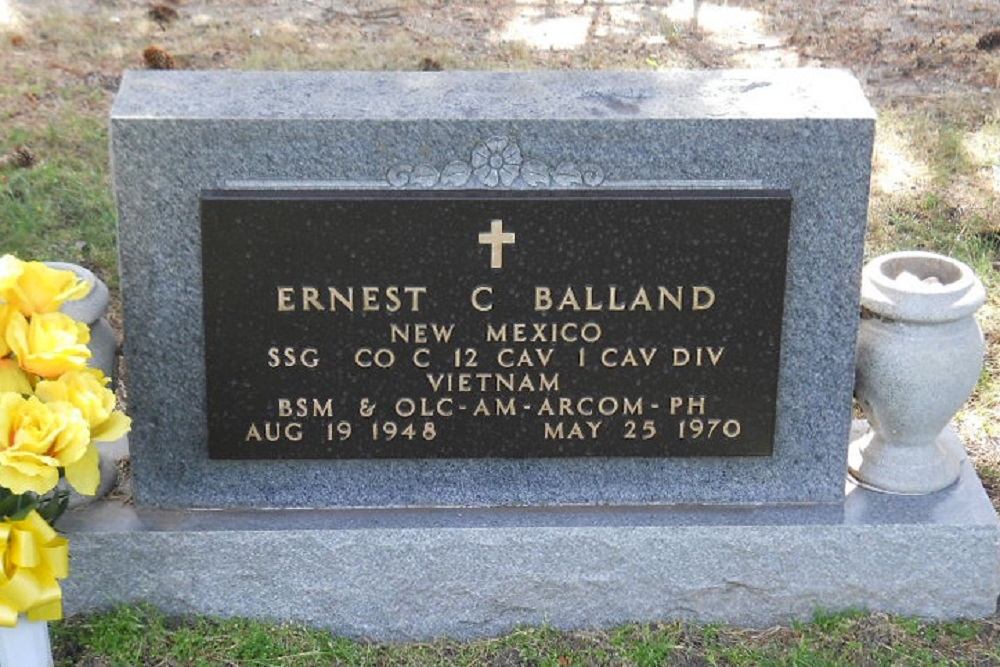 ERNEST C BALLAND
NEW MEXICO
SSG CO C 12 CAV 1 CAV DIV
VIETNAM
BSM & OLC-AM-ARCOM-PH
AUG 19 1948 MAY 25 1970